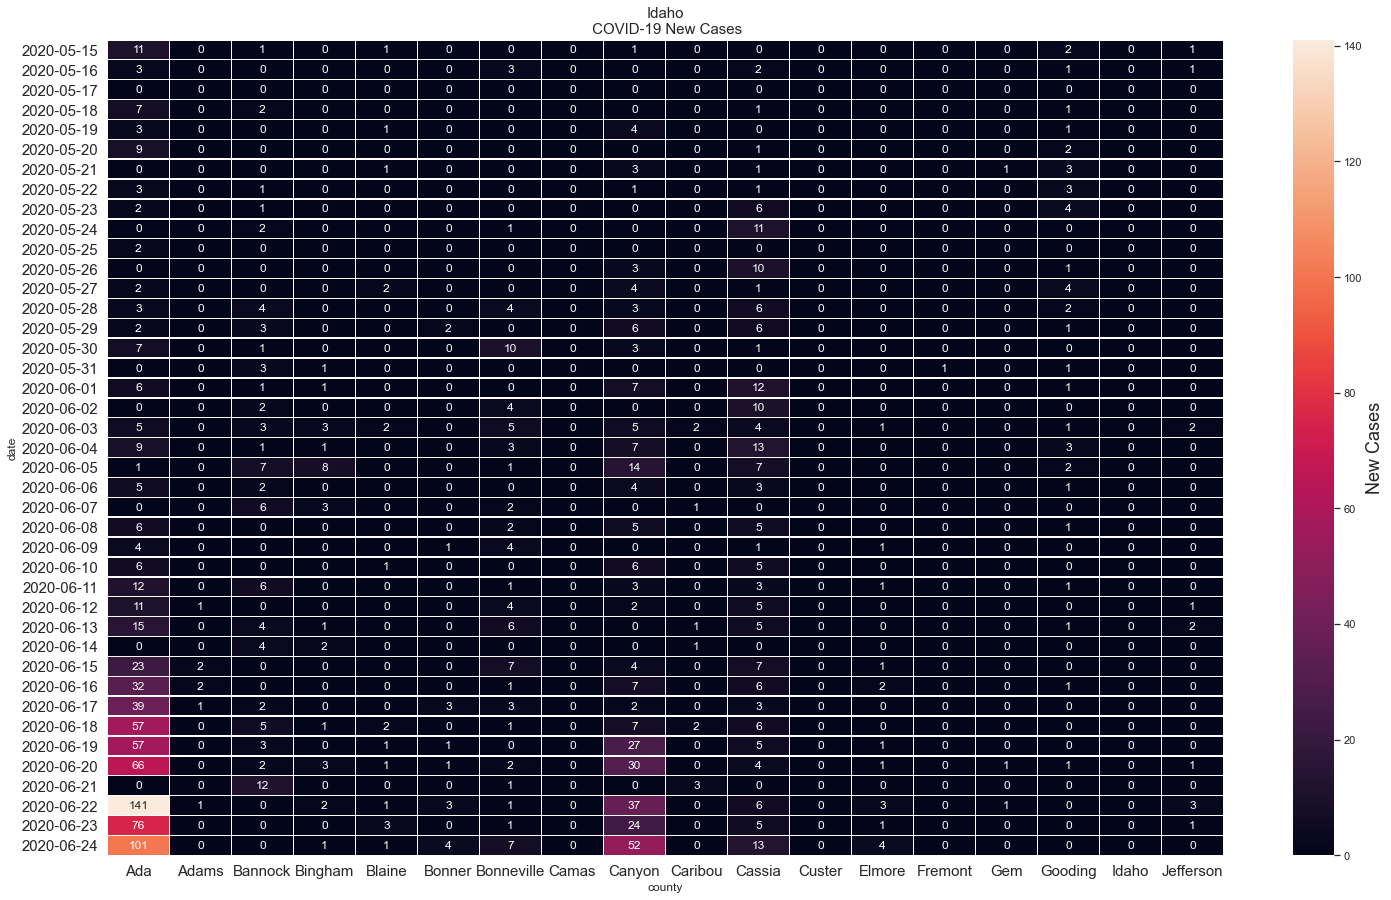 Idaho
COVID-19 New Cases
2020-05-15 11 0 1 0 1 0 0 0 1 0 0 0 0 0 0 2 0 1
2020-05-16 3 0 0 0 0 0 3 0 0 0 2 0 0 0 0 1 0 1
2020-05-17 0 0 0 0 0 0 0 0 0 0 0 0 0 0 0 0 0 0
2020-05-18 7 0 2 0 0 0 0 0 0 0 1 0 0 0 0 1 0 0
2020-05-19 3 0 0 0 1 0 0 0 4 0 0 0 0 0 0 1 0 0
2020-05-20 9 0 0 0 0 0 0 0 0 0 1 0 0 0 0 2 0 0
2020-05-21 0 0 0 0 1 0 0 0 3 0 1 0 0 0 1 3 0 0
2020-05-22 3 0 1 0 0 0 0 0 1 0 1 0 0 0 0 3 0 0
2020-05-23 2 0 1 0 0 0 0 0 0 0 6 0 0 0 0 4 0 0
2020-05-24 0 0 2 0 0 0 1 0 0 0 11 0 0 0 0 0 0 0
2020-05-25 2 0 0 0 0 0 0 0 0 0 0 0 0 0 0 0 0 0
2020-05-26 0 0 0 0 0 0 0 0 3 0 10 0 0 0 0 1 0 0
2020-05-27 2 0 0 0 2 0 0 0 4 0 1 0 0 0 0 4 0 0
2020-05-28 3 0 4 0 0 0 4 0 3 0 6 0 0 0 0 2 0 0
2020-05-29 2 0 3 0 0 2 0 0 6 0 6 0 0 0 0 1 0 0
2020-05-30 7 0 1 0 0 0 10 0 3 0 1 0 0 0 0 0 0 0
2020-05-31 0 0 3 1 0 0 0 0 0 0 0 0 0 1 0 1 0 0
2020-06-01 6 0 1 1 0 0 0 0 7 0 12 0 0 0 0 1 0 0
2020-06-02 0 0 2 0 0 0 4 0 0 0 10 0 0 0 0 0 0 0
2020-06-03 5 0 3 3 2 0 5 0 5 2 4 0 1 0 0 1 0 2
2020-06-04 9 0 1 1 0 0 3 0 7 0 13 0 0 0 0 3 0 0
2020-06-05 1 0 7 8 0 0 1 0 14 0 7 0 0 0 0 2 0 0
2020-06-06 5 0 2 0 0 0 0 0 4 0 3 0 0 0 0 1 0 0
2020-06-07 0 0 6 3 0 0 2 0 0 1 0 0 0 0 0 0 0 0
2020-06-08 6 0 0 0 0 0 2 0 5 0 5 0 0 0 0 1 0 0
2020-06-09 4 0 0 0 0 1 4 0 0 0 1 0 1 0 0 0 0 0
2020-06-10 6 0 0 0 1 0 0 0 6 0 5 0 0 0 0 0 0 0
2020-06-11 12 0 6 0 0 0 1 0 3 0 3 0 1 0 0 1 0 0
2020-06-12 11 1 0 0 0 0 4 0 2 0 5 0 0 0 0 0 0 1
2020-06-13 15 0 4 1 0 0 6 0 0 1 5 0 0 0 0 1 0 2
2020-06-14 0 0 4 2 0 0 0 0 0 1 0 0 0 0 0 0 0 0
2020-06-15 23 2 0 0 0 0 7 0 4 0 7 0 1 0 0 0 0 0
2020-06-16 32 2 0 0 0 0 1 0 7 0 6 0 2 0 0 1 0 0
2020-06-17 39 1 2 0 0 3 3 0 2 0 3 0 0 0 0 0 0 0
2020-06-18 57 0 5 1 2 0 1 0 7 2 6 0 0 0 0 0 0 0
2020-06-19 57 0 3 0 1 1 0 0 27 0 5 0 1 0 0 0 0 0
2020-06-20 66 0 2 3 1 1 2 0 30 0 4 0 1 0 1 1 0 1
2020-06-21 0 0 12 0 0 0 1 0 0 3 0 0 0 0 0 0 0 0
2020-06-22 141 1 0 2 1 3 1 0 37 0 6 0 3 0 1 0 0 3
2020-06-23 76 0 0 0 3 0 1 0 24 0 5 0 1 0 0 0 0 1
2020-06-24 101 0 0 1 1 4 7 0 52 0 13 0 4 0 0 0 0 0
Ada Adams Bannock Bingham Blaine Bonner Bonneville Camas Canyon Caribou Cassia Custer Elmore Fremont Gem Gooding Idaho Jefferson
county
date
140
120
100
80
60
40
20
0
New Cases